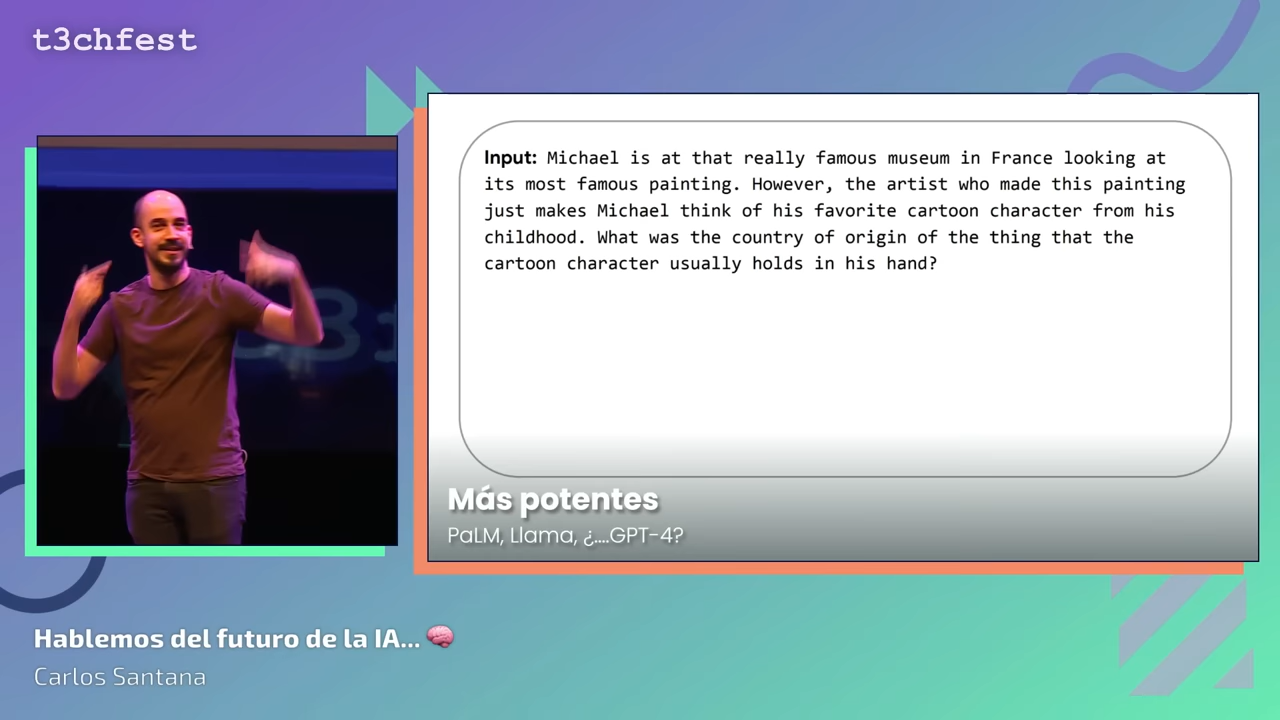 t3chfest
Input: Michael is at that really famous museum in France looking at
its most famous painting. However, the artist who made this painting
just makes Michael think of his favorite cartoon character from his
childhood. What was the country of origin of the thing that the
cartoon character usually holds in his hand?
Más potentes
PaLM, Llama, ¿....GPT-4?
Hablemos del futuro de la IA... 🧠
Carlos Santana